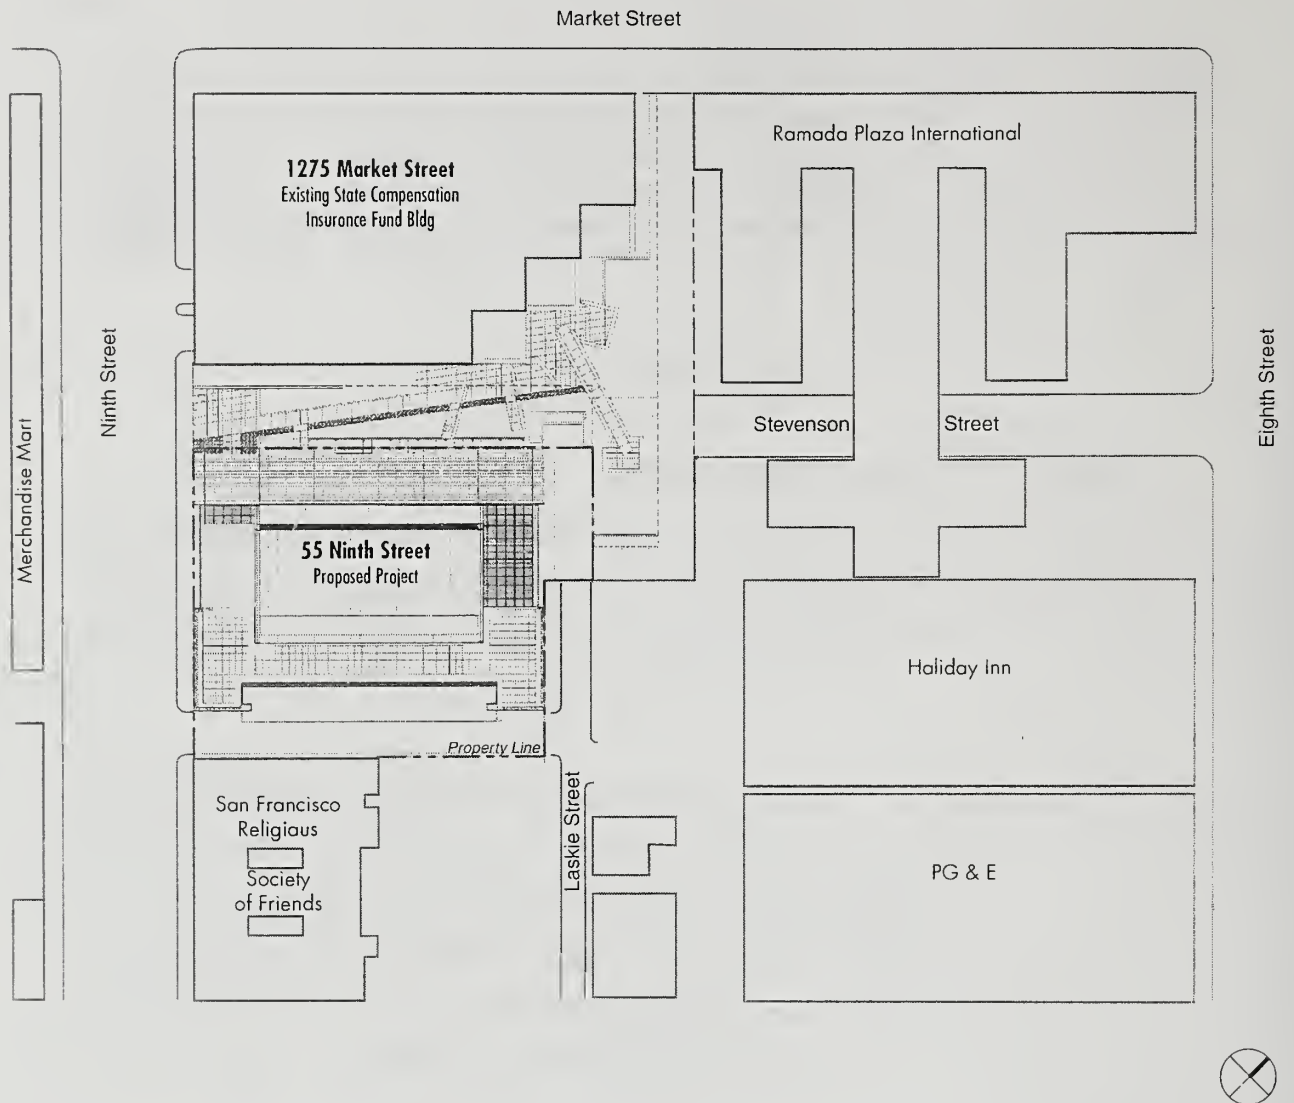 Market Street
Ramada Plaza Internatianal
1275 Market Street
Existing State Compensation
Insuronce Fund Bldg
Ninth Street
Eighth Street
Merchandise Mart
Stevenson Street
55 Ninth Street
Proposed Project
Haliday Inn
Property Line
Laskie Street
San Francisco
Religiaus
Society
of Friends
PG & E